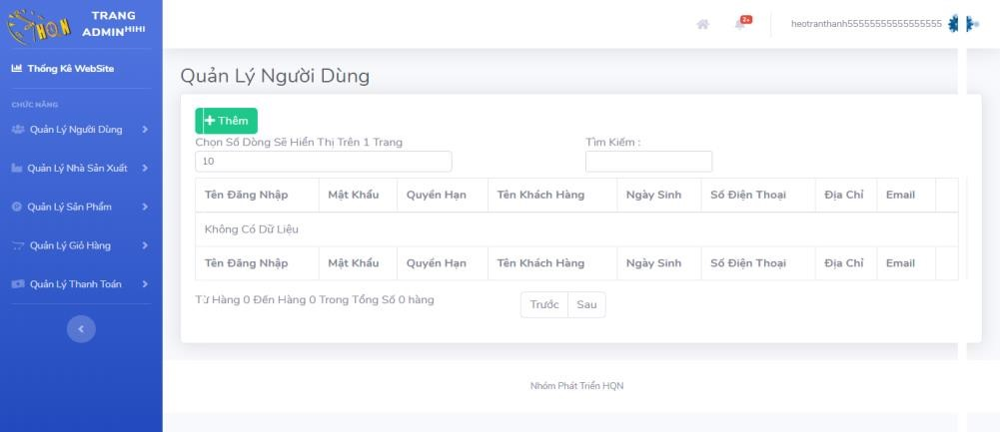 HQN
TRANG
ADMINHIHI
Thống Kê WebSite
CHỨC NĂNG
Quản Lý Người Dùng
Quản Lý Nhà Sản Xuất
Quản Lý Sản Phẩm
Quản Lý Giỏ Hàng
Quản Lý Thanh Toán
2+
heotranthanh55555555555555555
Quản Lý Người Dùng
Thêm
Chọn Số Dòng Sẽ Hiển Thị Trên 1 Trang
Tìm Kiếm :
10
Tên Đăng Nhập Mật Khẩu Quyền Hạn Tên Khách Hàng Ngày Sinh Số Điện Thoại Địa Chỉ Email
Không Có Dữ Liệu
Tên Đăng Nhập Mật Khẩu Quyền Hạn Tên Khách Hàng Ngày Sinh Số Điện Thoại Địa Chỉ Email
Từ Hàng 0 Đến Hàng 0 Trong Tổng Số 0 hàng
Trước Sau
Nhóm Phát Triển HQN